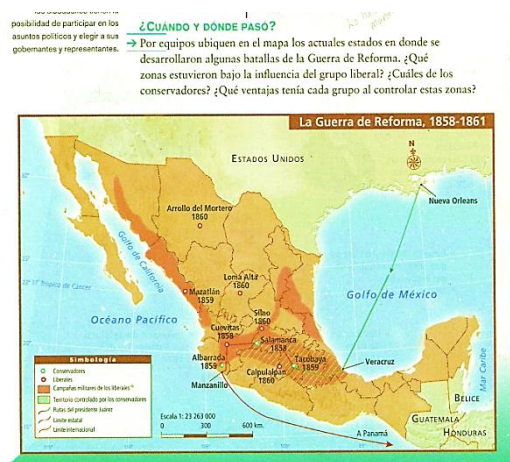 posibilidad de participar en los
asuntos políticos y elegir a sus
gobernantes y representantes.
¿CUÁNDO Y DÓNDE PASÓ?
→ Por equipos ubiquen en el mapa los actuales estados en donde se
desarrollaron algunas batallas de la Guerra de Reforma. ¿Qué
zonas estuvieron bajo la influencia del grupo liberal? ¿Cuáles de los
conservadores? ¿Qué ventajas tenía cada grupo al controlar estas zonas?
La Guerra de Reforma, 1858-1861
N
ESTADOS UNIDOS
Nueva Orleans
Arrollo del Mortero
1860
Golfo de California
Loma Alta
1860
Mazatlán
1859
Trópico de Cáncer
Golfo de México
Océano Pacífico
Silao
1860
Cuevitas
1858
Salamanca
1858
Albarrada
1859
Tacobaya
1859
Calpulalpan
1860
Veracruz
Manzanillo
Mar Caribe
BELICE
GUATEMALA
HONDURAS
A Panamá
Simbología
Conservadores
Liberales
Campañas militares de los liberales
Territorio controlado por los conservadores
Rutas del presidente Juárez
Límite estatal
Límite internacional
Escala 1: 23 263 000
0 300 600 km.